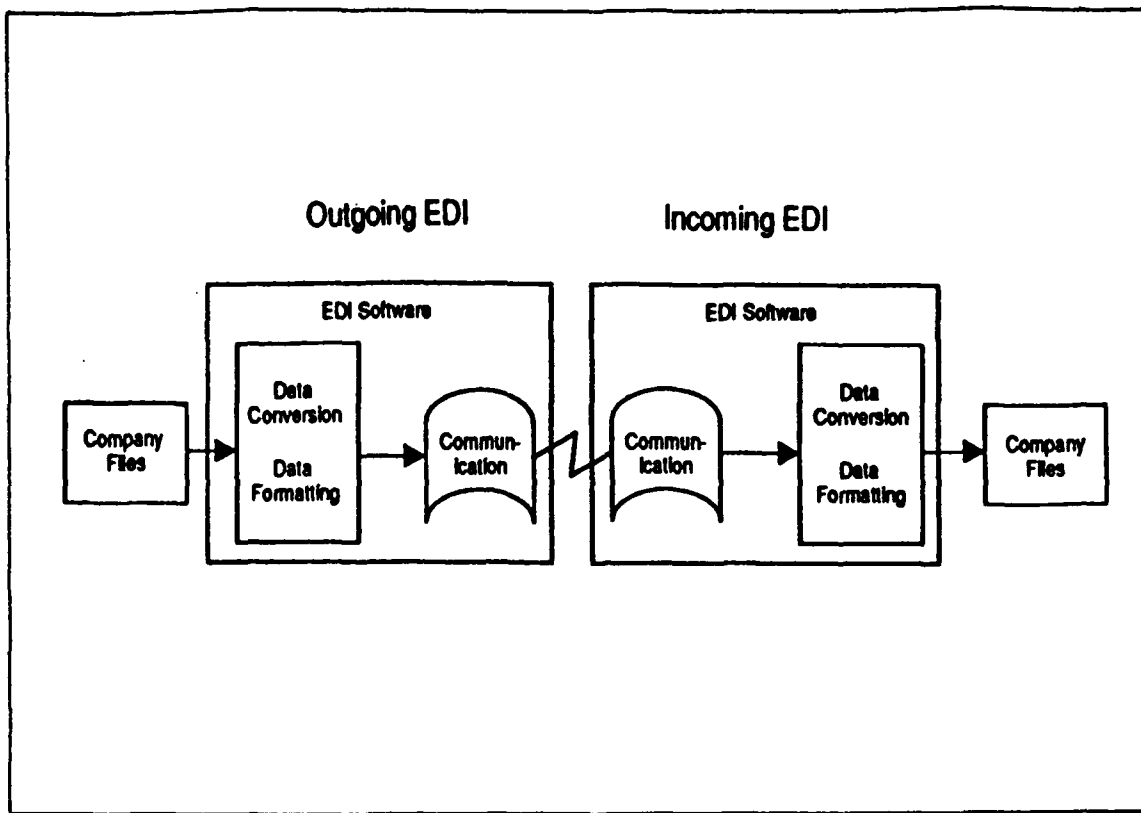 Outgoing EDI
Incoming EDI
EDI Software
EDI Software
Company
Files
Data
Conversion
Data
Formatting
Commun-
ication
Commun-
ication
Data
Conversion
Data
Formatting
Company
Files